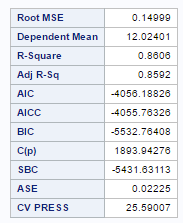 Root MSE 0.14999
Dependent Mean 12.02401
R-Square 0.8606
Adj R-Sq 0.8592
AIC -4056.18826
AICC -4055.76326
BIC -5532.76408
C(p) 1893.94276
SBC -5431.63113
ASE 0.02225
CV PRESS 25.59007